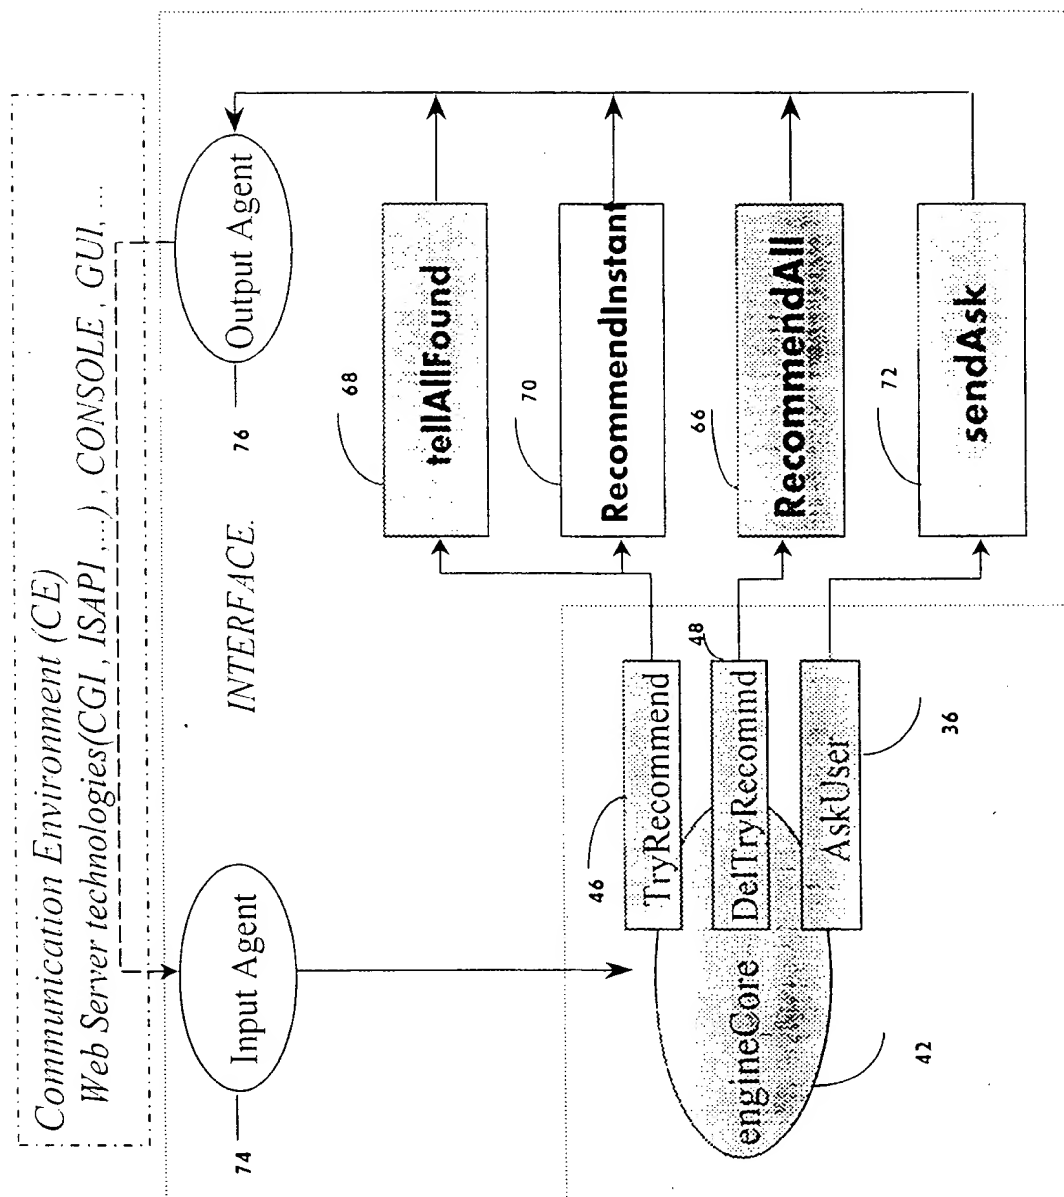 Communication Environment (CE)
Web Server technologies(CGI, ISAPI ,...) , CONSOLE , GUI, ...
74
Input Agent
INTERFACE.
76
Output Agent
68
tellAllFound
70
RecommendInstant
66
RecommendAll
72
sendAsk
46
TryRecommend
48
DelTryRecommd
AskUser
36
engineCore
42